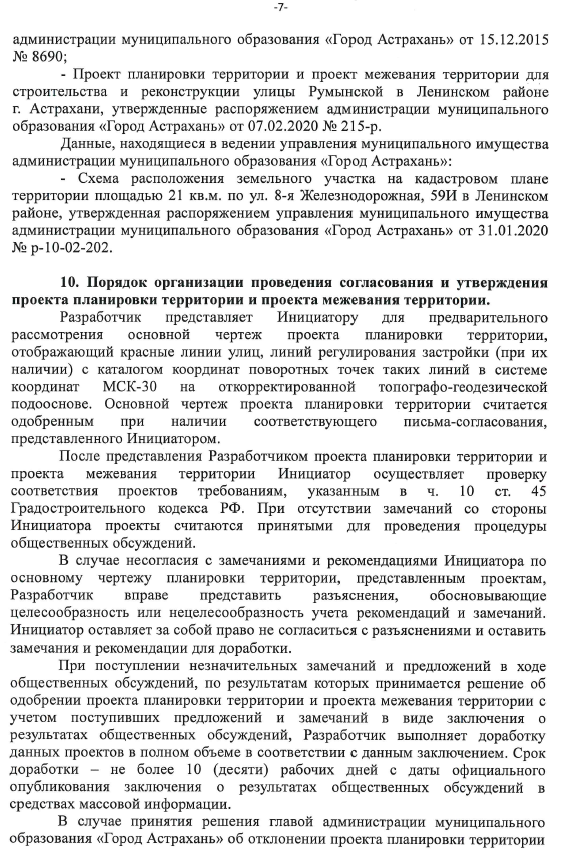 -7-
администрации муниципального образования «Город Астрахань» от 15.12.2015
№ 8690;
- Проект планировки территории и проект межевания территории для
строительства и реконструкции улицы Румынской в Ленинском районе
г. Астрахани, утвержденные распоряжением администрации муниципального
образования «Город Астрахань» от 07.02.2020 № 215-р.
Данные, находящиеся в ведении управления муниципального имущества
администрации муниципального образования «Город Астрахань»:
- Схема расположения земельного участка на кадастровом плане
территории площадью 21 кв.м. по ул. 8-я Железнодорожная, 59И в Ленинском
районе, утвержденная распоряжением управления муниципального имущества
администрации муниципального образования «Город Астрахань» от 31.01.2020
№ р-10-02-202.
10. Порядок организации проведения согласования и утверждения
проекта планировки территории и проекта межевания территории.
Разработчик представляет Инициатору для предварительного
рассмотрения основной чертеж проекта планировки территории,
отображающий красные линии улиц, линий регулирования застройки (при их
наличии) с каталогом координат поворотных точек таких линий в системе
координат МСК-30 на откорректированной топографо-геодезической
подооснове. Основной чертеж проекта планировки территории считается
одобренным при наличии соответствующего письма-согласования,
представленного Инициатором.
После представления Разработчиком проекта планировки территории и
проекта межевания территории Инициатор осуществляет проверку
соответствия проектов требованиям, указанным в ч. 10 ст. 45
Градостроительного кодекса РФ. При отсутствии замечаний со стороны
Инициатора проекты считаются принятыми для проведения процедуры
общественных обсуждений.
В случае несогласия с замечаниями и рекомендациями Инициатора по
основному чертежу планировки территории, представленным проектам,
Разработчик вправе представить разъяснения, обосновывающие
целесообразность или нецелесообразность учета рекомендаций и замечаний.
Инициатор оставляет за собой право не согласиться с разъяснениями и оставить
замечания и рекомендации для доработки.
При поступлении незначительных замечаний и предложений в ходе
общественных обсуждений, по результатам которых принимается решение об
одобрении проекта планировки территории и проекта межевания территории с
учетом поступивших предложений и замечаний в виде заключения о
результатах общественных обсуждений, Разработчик выполняет доработку
данных проектов в полном объеме в соответствии с данным заключением. Срок
доработки – не более 10 (десяти) рабочих дней с даты официального
опубликования заключения о результатах общественных обсуждений в
средствах массовой информации.
В случае принятия решения главой администрации муниципального
образования «Город Астрахань» об отклонении проекта планировки территории